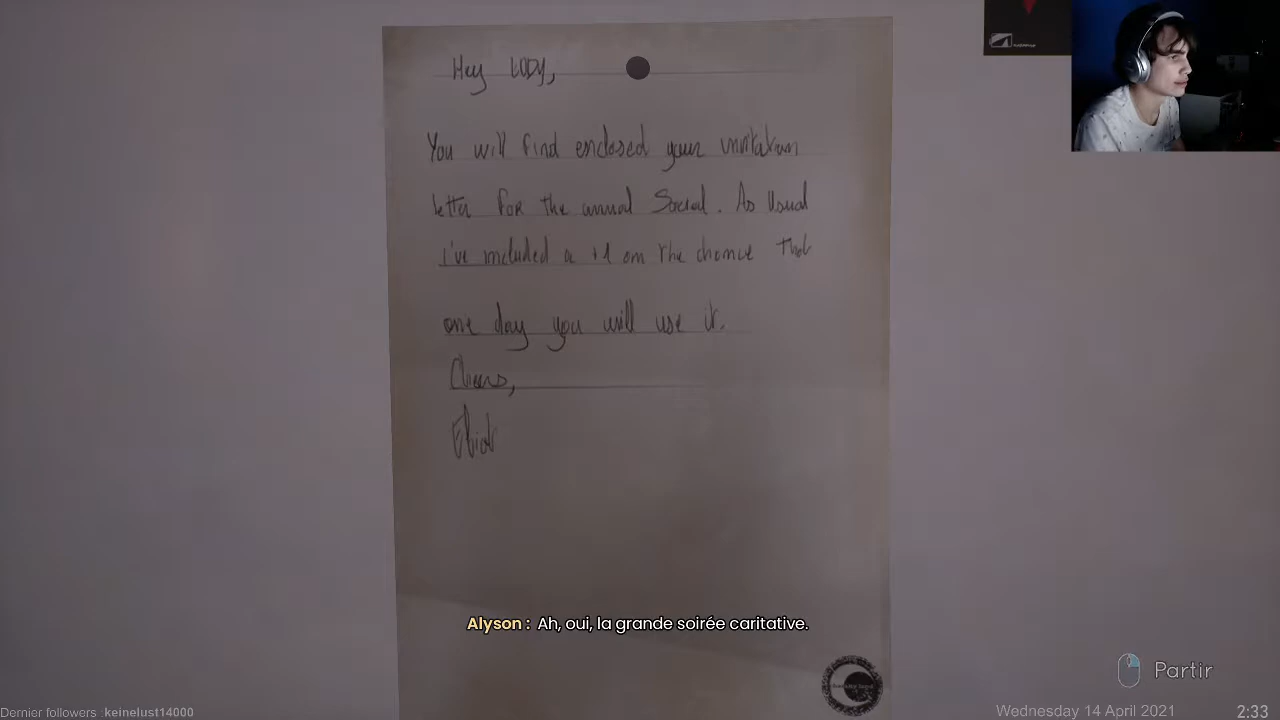 Hey CODY,
You will find enclosed your invitation
letter for the annual Social. As Usual
i've included a +1 on the chance that
one day you will use it.
Cheers,
Eliot
Alyson : Ah, oui, la grande soirée caritative.
Partir
Dernier followers :keinelust14000
Wednesday 14 April 2021
2:33